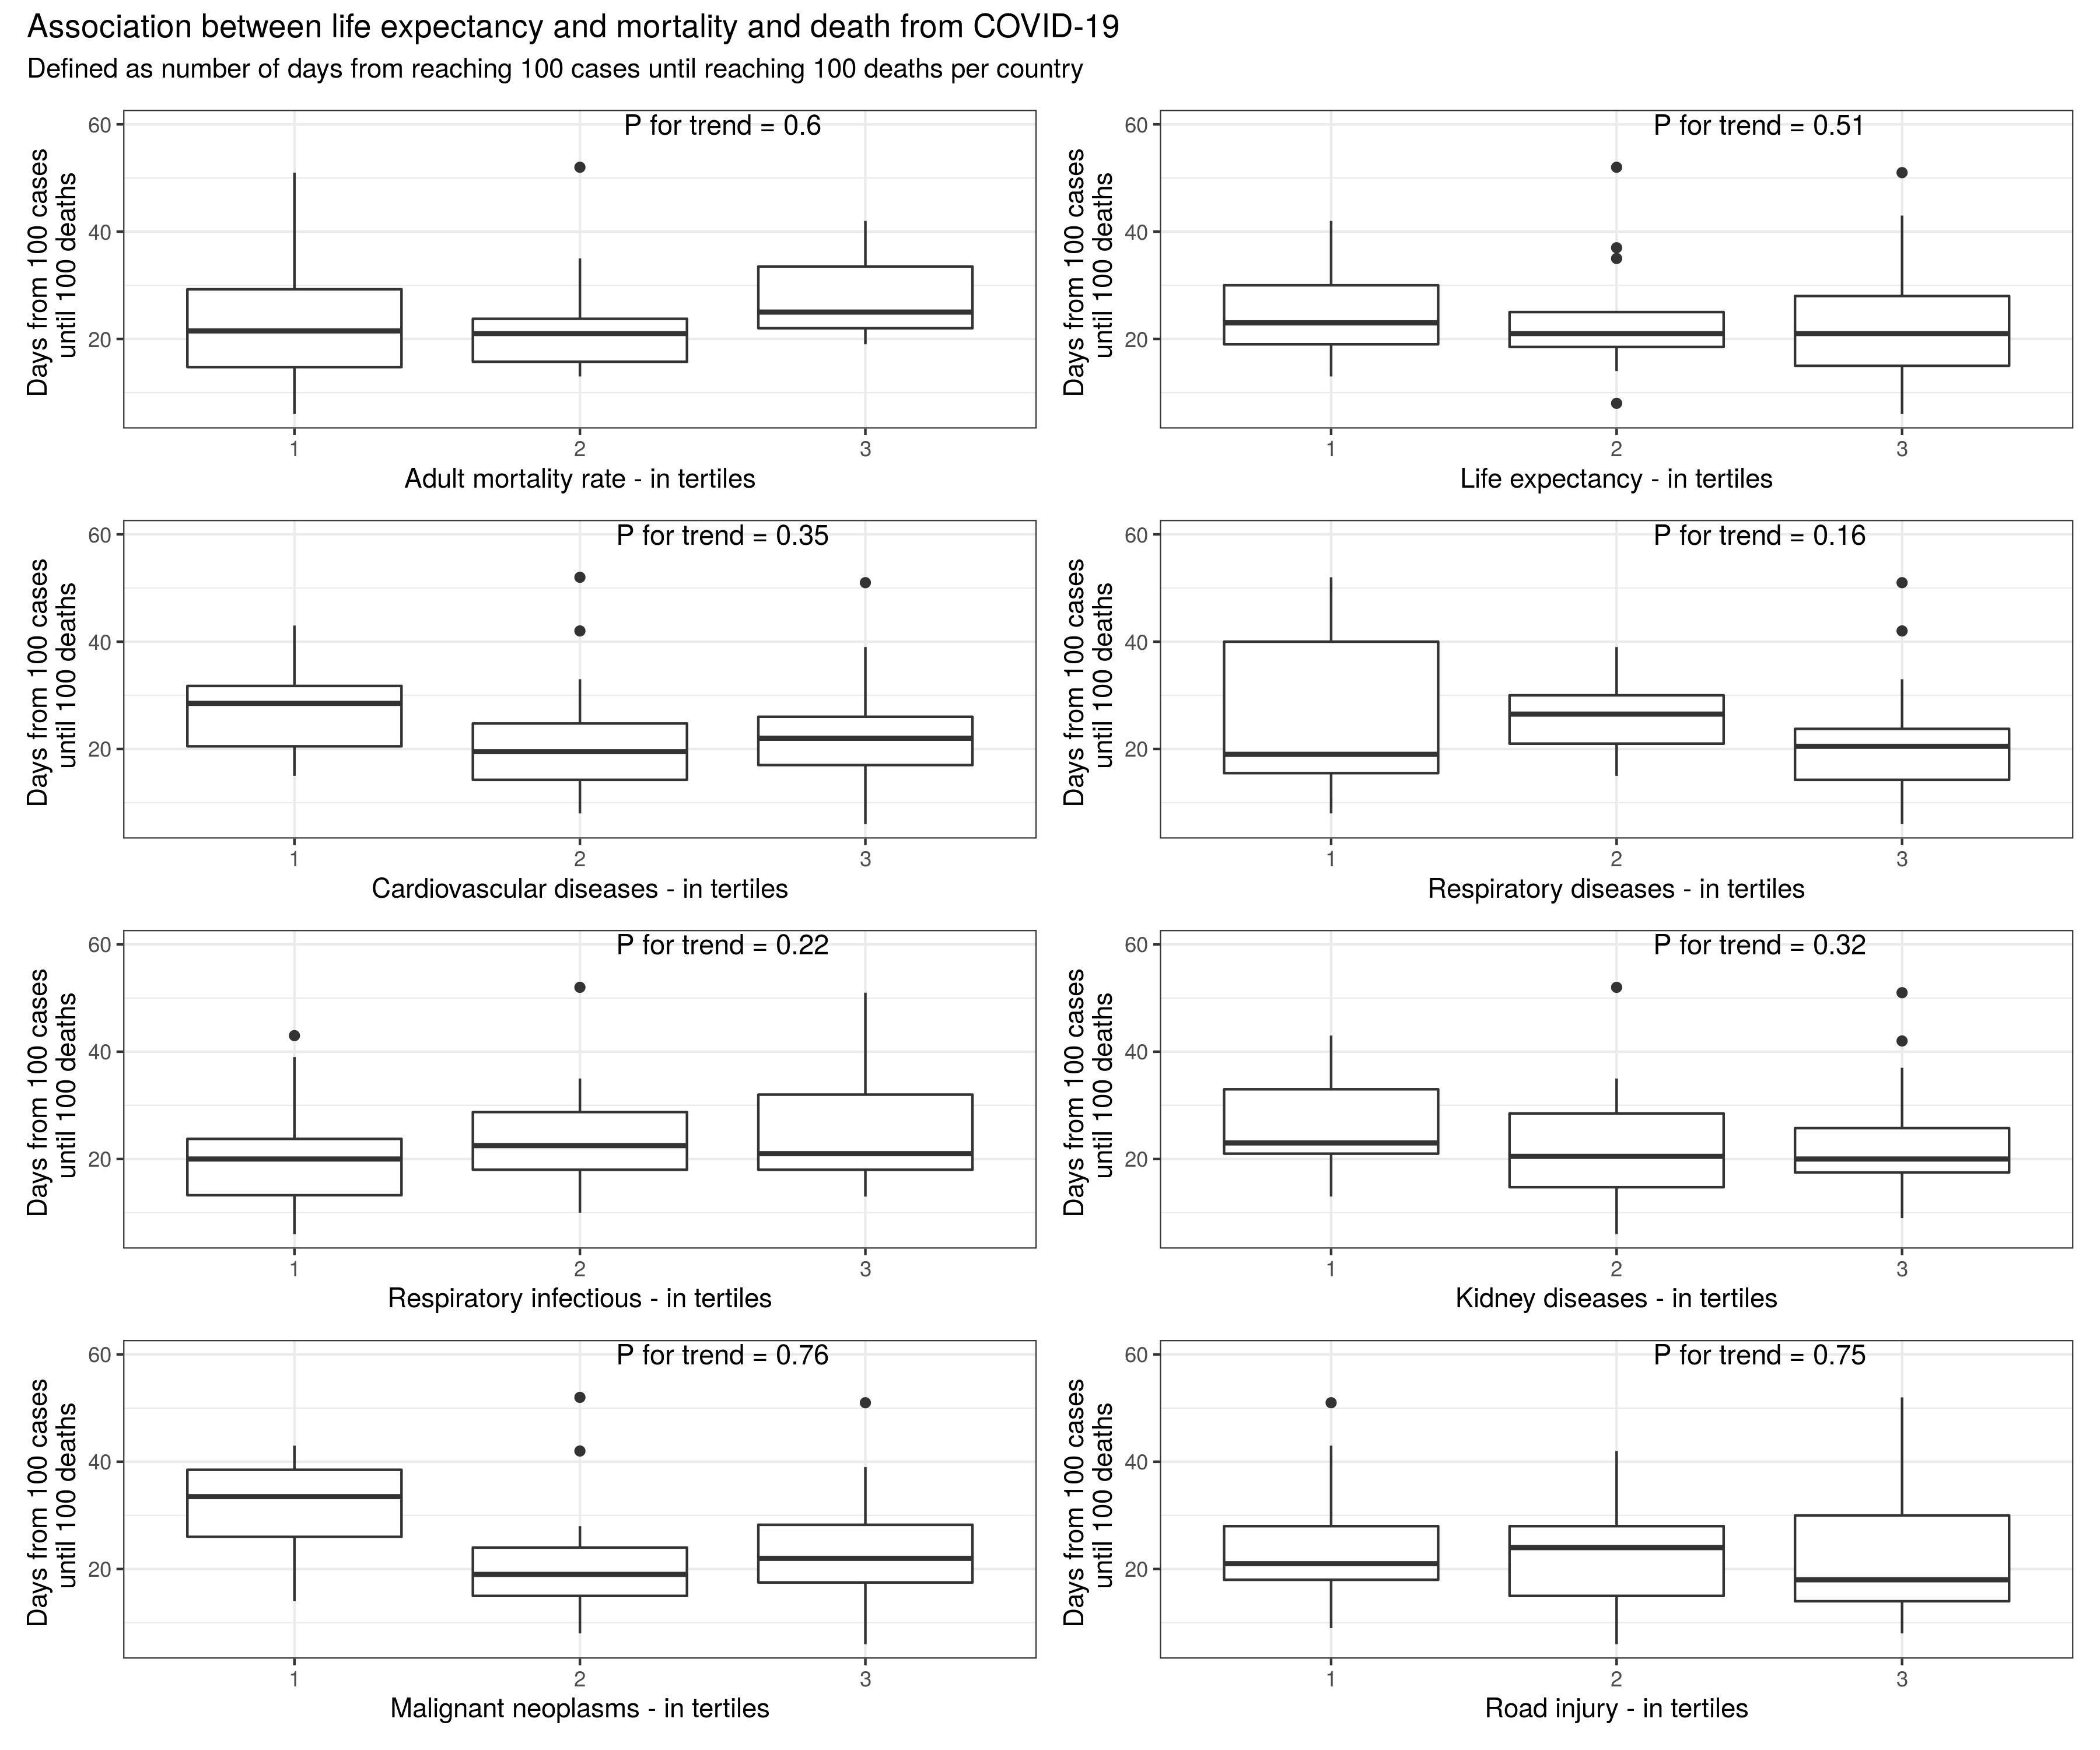 Association between life expectancy and mortality and death from COVID-19
Defined as number of days from reaching 100 cases until reaching 100 deaths per country
Days from 100 cases
until 100 deaths
60
40
20
P for trend = 0.6
1 2 3
Adult mortality rate - in tertiles
Days from 100 cases
until 100 deaths
60
40
20
P for trend = 0.51
1 2 3
Life expectancy - in tertiles
Days from 100 cases
until 100 deaths
60
40
20
P for trend = 0.35
1 2 3
Cardiovascular diseases - in tertiles
Days from 100 cases
until 100 deaths
60
40
20
P for trend = 0.16
1 2 3
Respiratory diseases - in tertiles
Days from 100 cases
until 100 deaths
60
40
20
P for trend = 0.22
1 2 3
Respiratory infectious - in tertiles
Days from 100 cases
until 100 deaths
60
40
20
P for trend = 0.32
1 2 3
Kidney diseases - in tertiles
Days from 100 cases
until 100 deaths
60
40
20
P for trend = 0.76
1 2 3
Malignant neoplasms - in tertiles
Days from 100 cases
until 100 deaths
60
40
20
P for trend = 0.75
1 2 3
Road injury - in tertiles